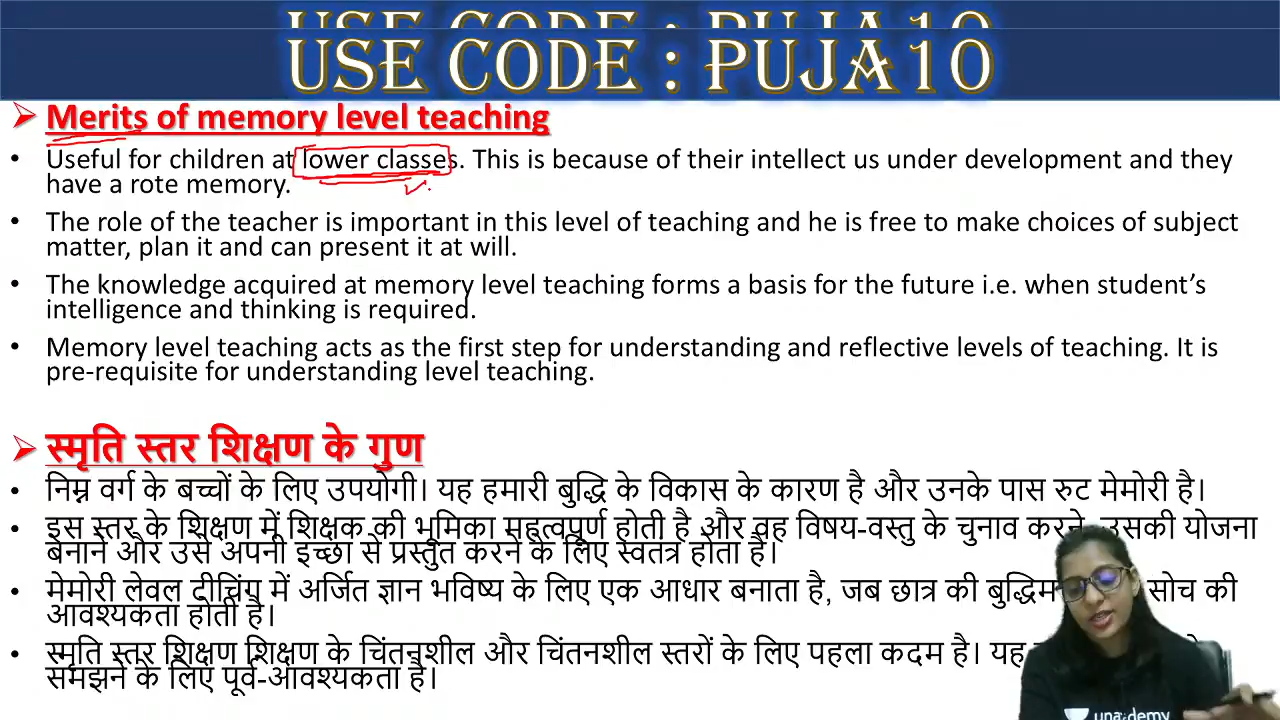 USE CODE : PUJA10
USE CODE : PUJA10
➢ Merits of memory level teaching
• Useful for children at lower classes. This is because of their intellect us under development and they
have a rote memory.
• The role of the teacher is important in this level of teaching and he is free to make choices of subject
matter, plan it and can present it at will.
• The knowledge acquired at memory level teaching forms a basis for the future i.e. when student's
intelligence and thinking is required.
• Memory level teaching acts as the first step for understanding and reflective levels of teaching. It is
pre-requisite for understanding level teaching.
➢ स्मृति स्तर शिक्षण के गुण
• निम्न वर्ग के बच्चों के लिए उपयोगी। यह हमारी बुद्धि के विकास के कारण है और उनके पास रुट मेमोरी है।
• इस स्तर के शिक्षण में शिक्षक की भूमिका महत्वपूर्ण होती है और वह विषय-वस्तु के चुनाव करने, उसकी योजना
बनाने और उसे अपनी इच्छा से प्रस्तुत करने के लिए स्वतंत्र होता है।
• मेमोरी लेवल टीचिंग में अर्जित ज्ञान भविष्य के लिए एक आधार बनाता है, जब छात्र की सोच की
आवश्यकता होती है।
• स्मृति स्तर शिक्षण शिक्षण के चिंतनशील और चिंतनशील स्तरों के लिए पहला कदम है। यह
समझने के लिए पूर्व-आवश्यकता है।
unacademy